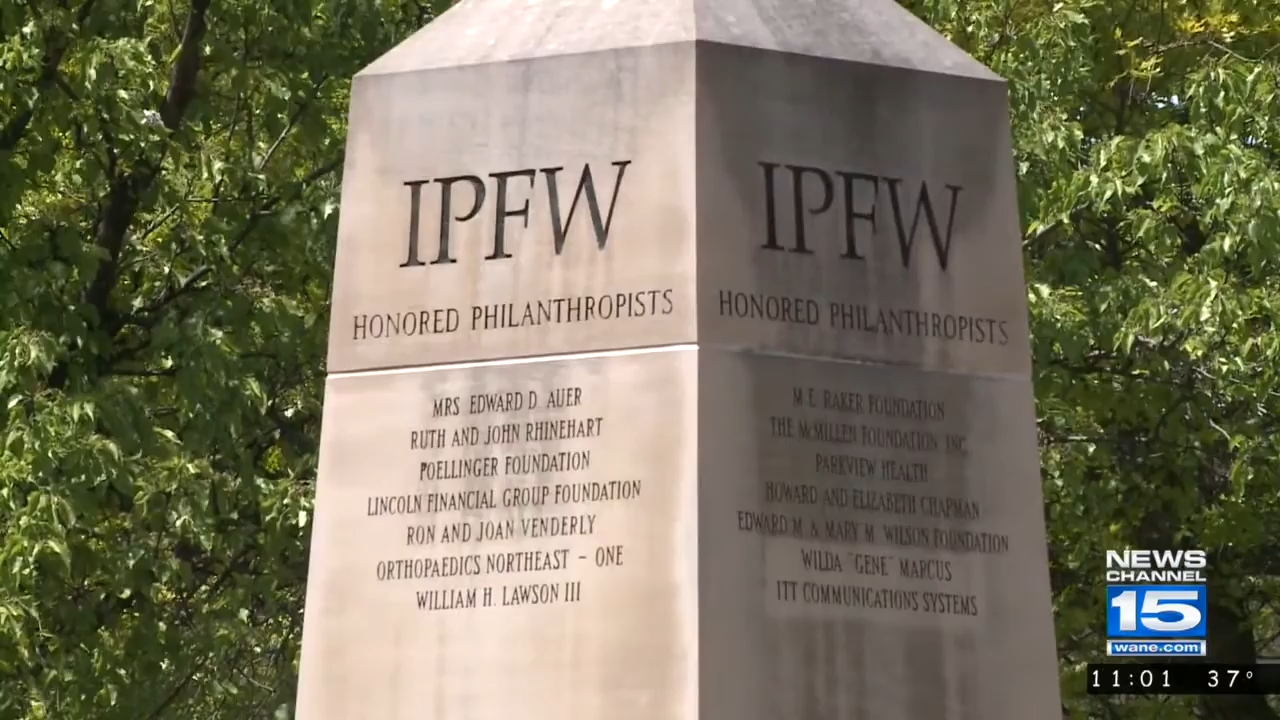 IPFW
HONORED PHILANTHROPISTS
MRS EDWARD D. AUER
RUTH AND JOHN RHINEHART
POELLINGER FOUNDATION
LINCOLN FINANCIAL GROUP FOUNDATION
RON AND JOAN VENDERLY
ORTHOPAEDICS NORTHEAST – ONE
WILLIAM H. LAWSON III
IPFW
HONORED PHILANTHROPISTS
M.E. RAKER FOUNDATION
THE McMILLEN FOUNDATION INC.
PARKVIEW HEALTH
HOWARD AND ELIZABETH CHAPMAN
EDWARD M. & MARY M. WILSON FOUNDATION
WILDA "GENE" MARCUS
ITT COMMUNICATIONS SYSTEMS
NEWS
CHANNEL
15
wane.com
11:01 37°